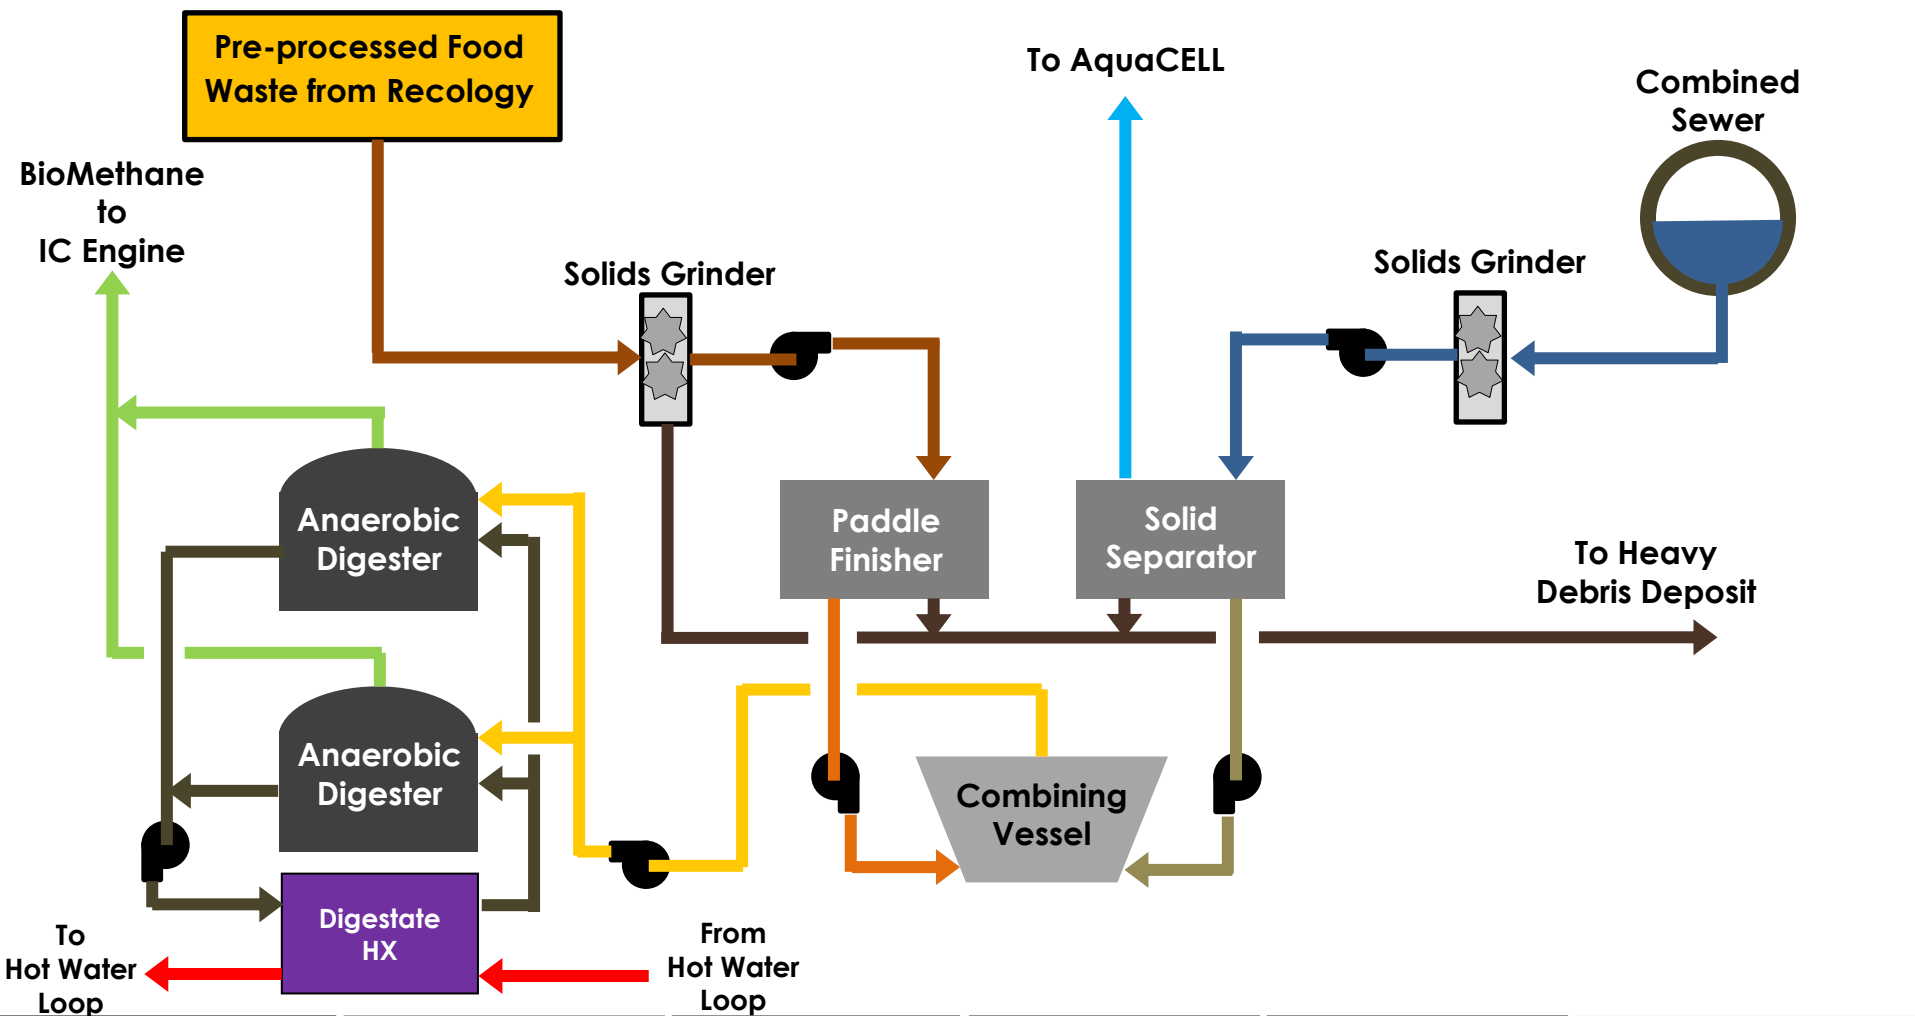 Pre-processed Food
Waste from Recology
To AquaCELL
Combined
Sewer
BioMethane
to
IC Engine
Solids Grinder
Solids Grinder
Anaerobic
Digester
Paddle
Finisher
Solid
Separator
To Heavy
Debris Deposit
Anaerobic
Digester
Combining
Vessel
Digestate
HX
To
Hot Water
Loop
From
Hot Water
Loop